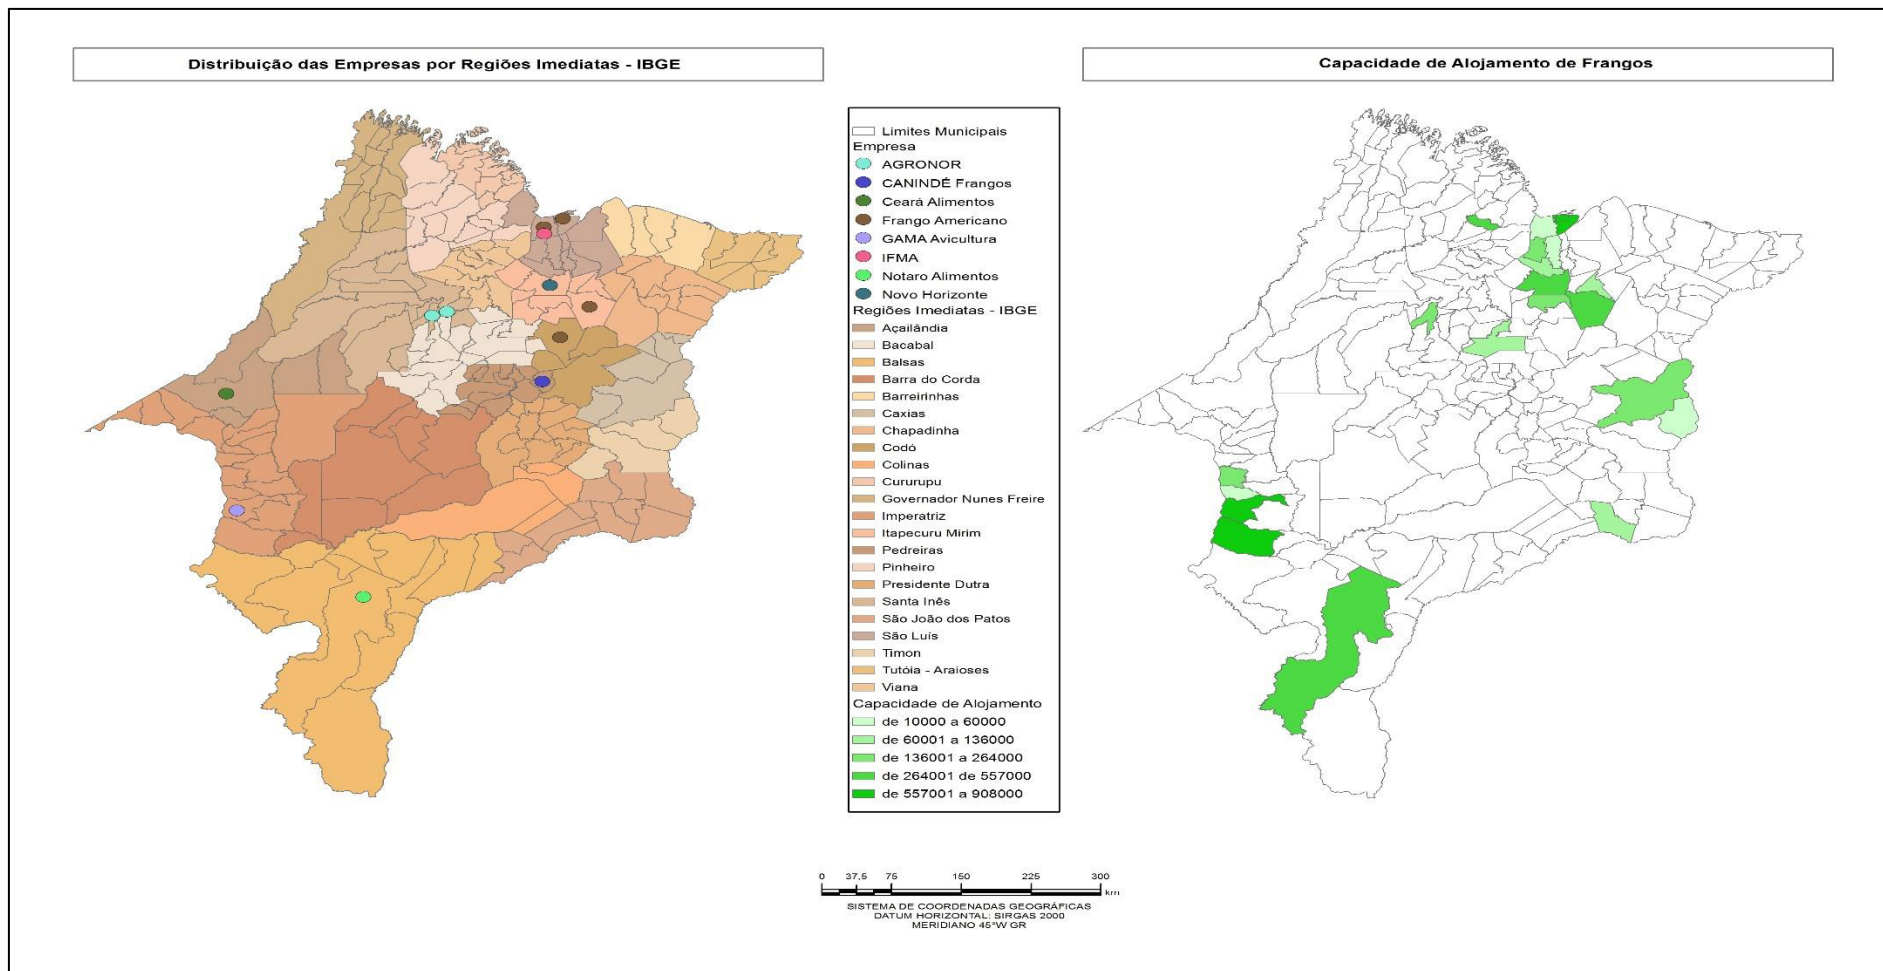 Distribuição das Empresas por Regiões Imediatas - IBGE
Capacidade de Alojamento de Frangos
Limites Municipais
Empresa
AGRONOR
CANINDÉ Frangos
Ceará Alimentos
Frango Americano
GAMA Avicultura
IFMA
Notaro Alimentos
Novo Horizonte
Regiões Imediatas - IBGE
Açailândia
Bacabal
Balsas
Barra do Corda
Barreirinhas
Caxias
Chapadinha
Codó
Colinas
Cururupu
Governador Nunes Freire
Imperatriz
Itapecuru Mirim
Pedreiras
Pinheiro
Presidente Dutra
Santa Inês
São João dos Patos
São Luís
Timon
Tutóia - Araioses
Viana
Capacidade de Alojamento
de 10000 a 60000
de 60001 a 136000
de 136001 a 264000
de 264001 de 557000
de 557001 a 908000
0 37,5 75 150 225 300
km
SISTEMA DE COORDENADAS GEOGRÁFICAS
DATUM HORIZONTAL: SIRGAS 2000
MERIDIANO 45°W GR